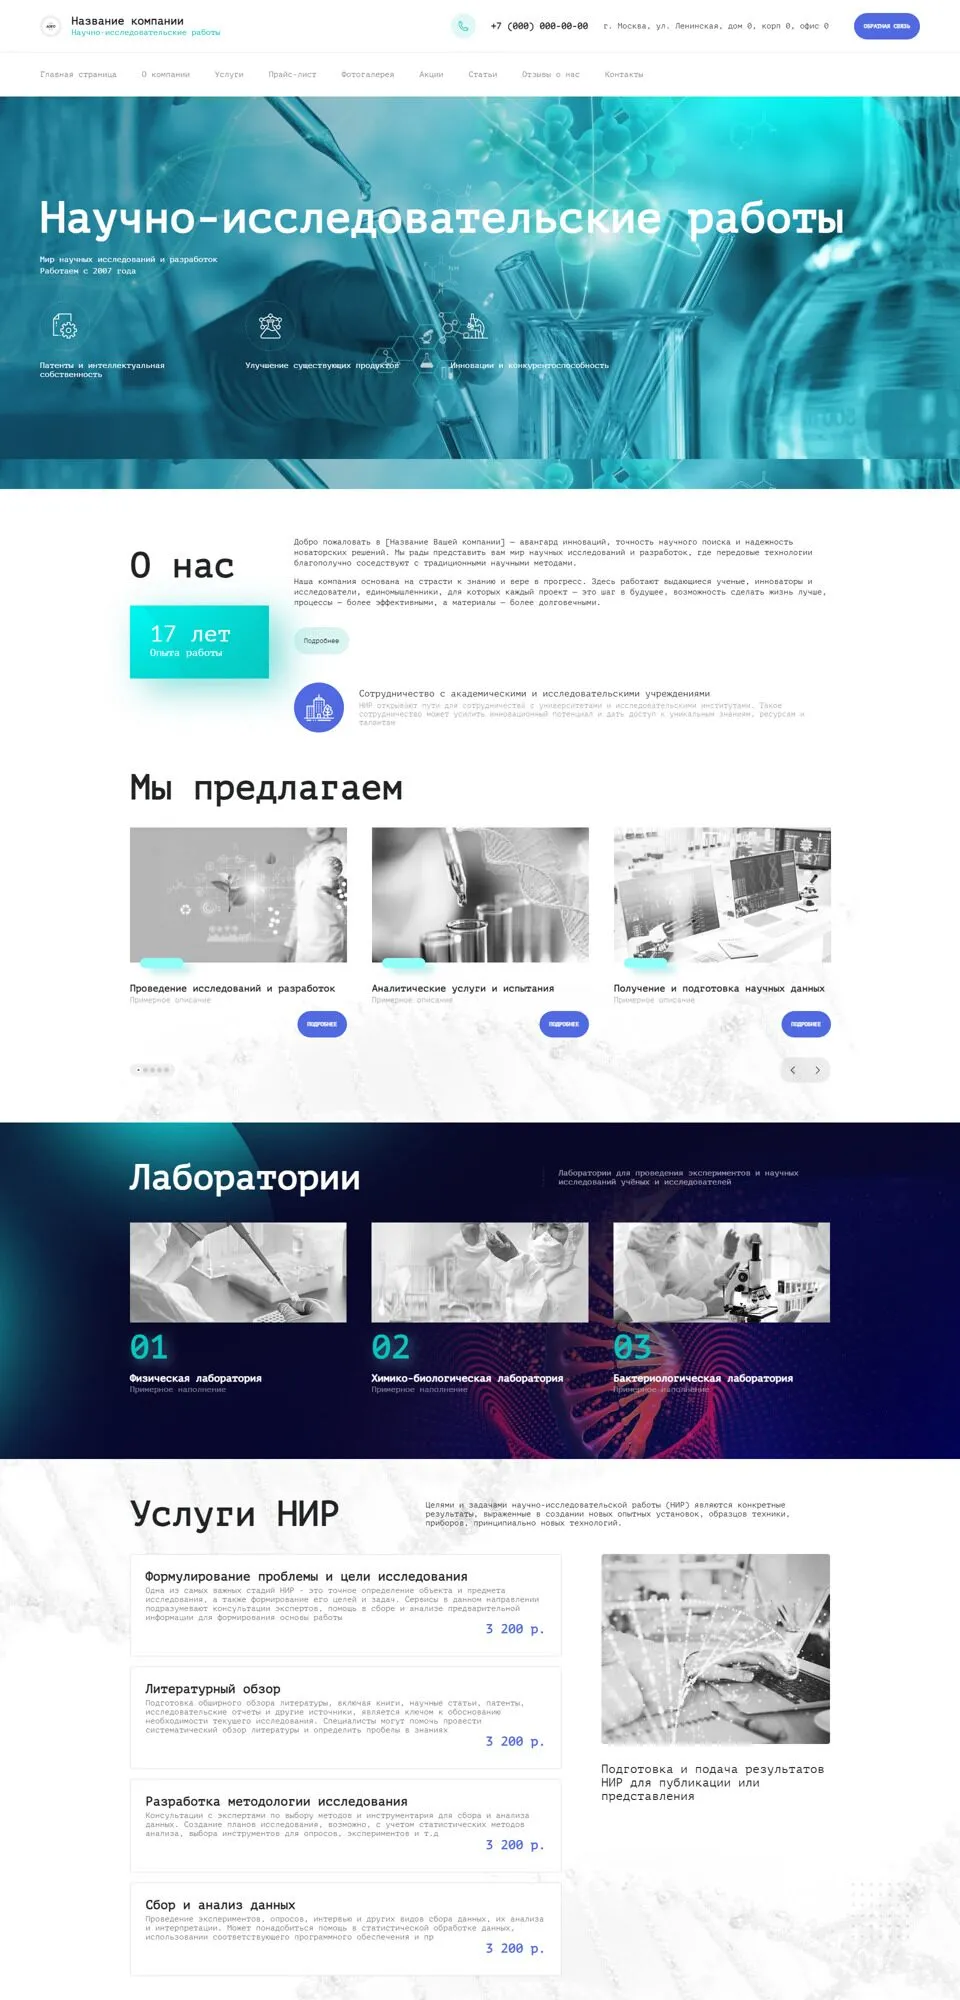 Название компании
Научно-исследовательские работы
+7 (000) 000-00-00
г. Москва, ул. Ленинская, дом 0, корп 0, офис 0
ОБРАТНАЯ СВЯЗЬ
Главная страница
О компании
Услуги
Прайс-лист
Фотогалерея
Акции
Статьи
Отзывы о нас
Контакты
Научно-исследовательские работы
Мир научных исследований и разработок
Работаем с 2007 года
Патенты и интеллектуальная
собственность
Улучшение существующих продуктов
Инновации и конкурентоспособность
О нас
17 лет
Опыта работы
Добро пожаловать в [Название Вашей компании] — авангард инноваций, точность научного поиска и надежность
новаторских решений. Мы рады представить вам мир научных исследований и разработок, где передовые технологии
благополучно соседствуют с традиционными научными методами.
Наша компания основана на страсти к знанию и вере в прогресс. Здесь работают выдающиеся ученые, инноваторы и
исследователи, единомышленники, для которых каждый проект — это шаг в будущее, возможность сделать жизнь лучше,
процессы — более эффективными, а материалы — более долговечными.
Подробнее
Сотрудничество с академическими и исследовательскими учреждениями
НИР открывают пути для сотрудничества с университетами и исследовательскими институтами. Такое
сотрудничество может усилить инновационный потенциал и дать доступ к уникальным знаниям, ресурсам и
талантам
Мы предлагаем
Проведение исследований и разработок
Примерное описание
ПОДРОБНЕЕ
Аналитические услуги и испытания
Примерное описание
ПОДРОБНЕЕ
Получение и подготовка научных данных
Примерное описание
ПОДРОБНЕЕ
Лаборатории
Лаборатории для проведения экспериментов и научных
исследований учёных и исследователей
01
Физическая лаборатория
Примерное наполнение
02
Химико-биологическая лаборатория
Примерное наполнение
03
Бактериологическая лаборатория
Примерное наполнение
Услуги НИР
Целями и задачами научно-исследовательской работы (НИР) являются конкретные
результаты, выраженные в создании новых опытных установок, образцов техники,
приборов, принципиально новых технологий.
Формулирование проблемы и цели исследования
Одна из самых важных стадий НИР - это точное определение объекта и предмета
исследования, а также формирование его целей и задач. Сервисы в данном направлении
подразумевают консультации экспертов, помощь в сборе и анализе предварительной
информации для формирования основы работы
3 200 р.
Литературный обзор
Подготовка обширного обзора литературы, включая книги, научные статьи, патенты,
исследовательские отчеты и другие источники, является ключом к обоснованию
необходимости текущего исследования. Специалисты могут помочь провести
систематический обзор литературы и определить пробелы в знаниях
3 200 р.
Разработка методологии исследования
Консультации с экспертами по выбору методов и инструментария для сбора и анализа
данных. Создание планов исследования, возможно, с учетом статистических методов
анализа, выбора инструментов для опросов, экспериментов и т.д
3 200 р.
Сбор и анализ данных
Проведение экспериментов, опросов, интервью и других видов сбора данных, их анализа
и интерпретации. Может понадобиться помощь в статистической обработке данных,
использовании соответствующего программного обеспечения и пр
3 200 р.
Подготовка и подача результатов
НИР для публикации или
представления